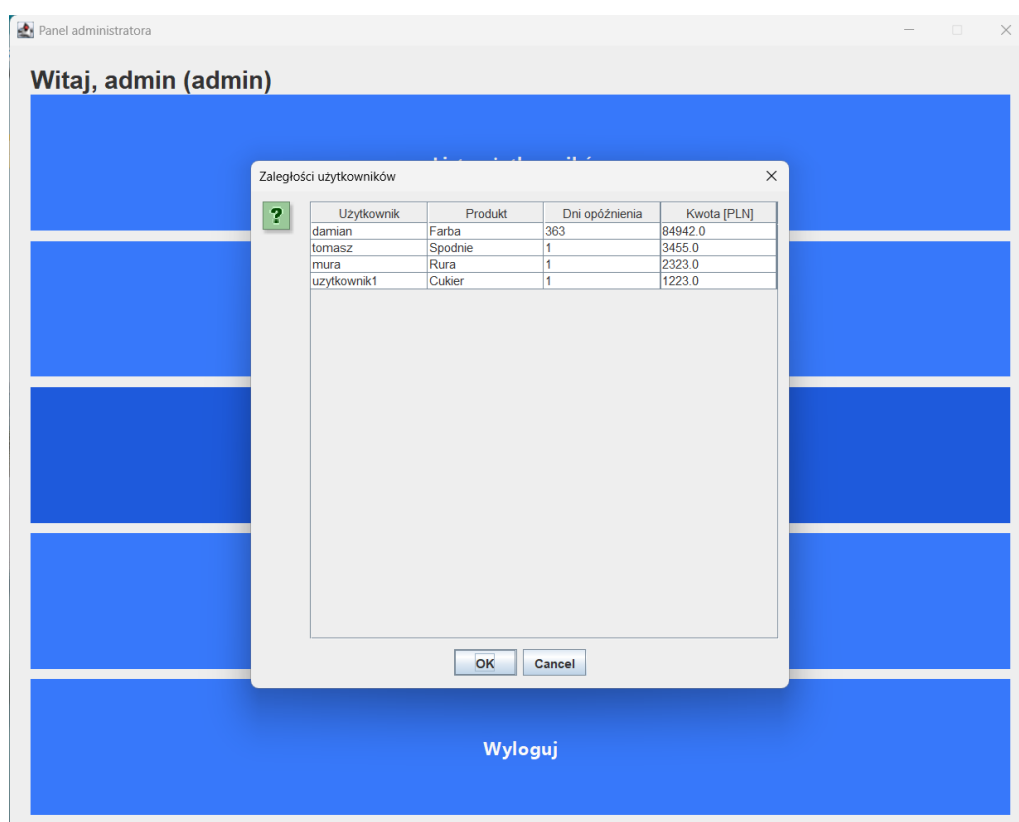 Panel administratora
Witaj, admin (admin)
Zaległości użytkowników
?
Użytkownik Produkt Dni opóźnienia Kwota [PLN]
damian Farba 363 84942.0
tomasz Spodnie 1 3455.0
mura Rura 1 2323.0
uzytkownik1 Cukier 1 1223.0
OK Cancel
Wyloguj